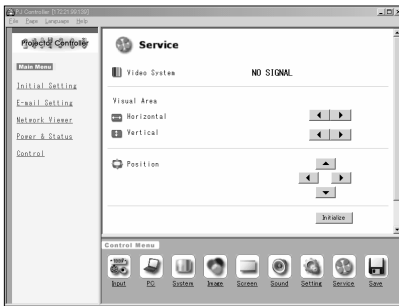 PJ Controller
File Page Language Help
Projector Controller
Main Menu
Initial Setting
E-mail Setting
Network Viewer
Power & Status
Control
Service
Video System NO SIGNAL
Visual Area
Horizontal
Vertical
Position
Initialize
Control Menu
Input PC System Image Screen Sound Setting Service Save